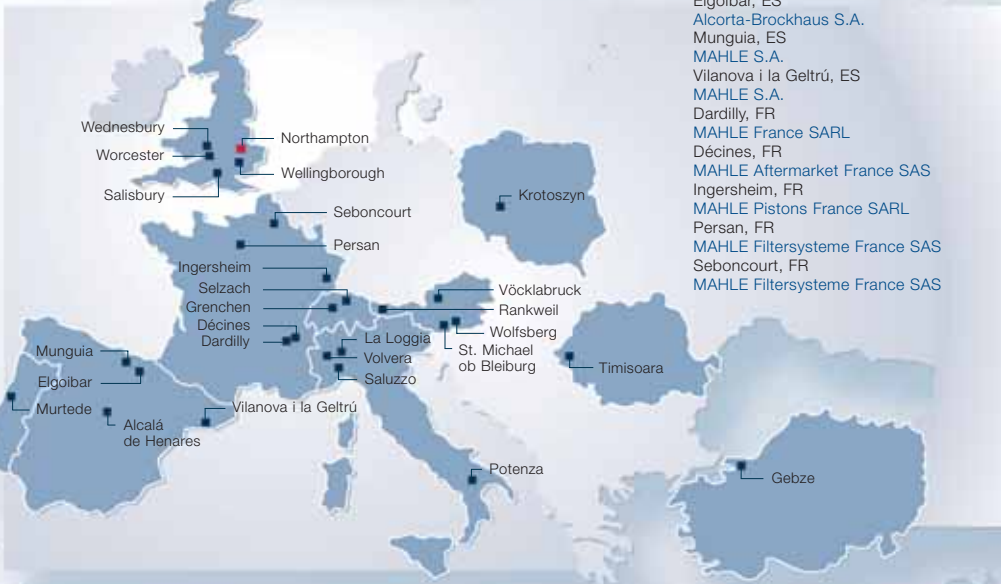 Elgoibar, ES
Alcorta-Brockhaus S.A.
Munguia, ES
MAHLE S.A.
Vilanova i la Geltrú, ES
MAHLE S.A.
Dardilly, FR
MAHLE France SARL
Décines, FR
MAHLE Aftermarket France SAS
Ingersheim, FR
MAHLE Pistons France SARL
Persan, FR
MAHLE Filtersysteme France SAS
Seboncourt, FR
MAHLE Filtersysteme France SAS
Wednesbury
Worcester
Salisbury
Northampton
Wellingborough
Krotoszyn
Seboncourt
Persan
Ingersheim
Selzach
Grenchen
Décines
Dardilly
Vöcklabruck
Rankweil
Wolfsberg
St. Michael
ob Bleiburg
La Loggia
Volvera
Saluzzo
Timisoara
Munguia
Elgoibar
Murtede
Alcalá
de Henares
Vilanova i la Geltrú
Potenza
Gebze